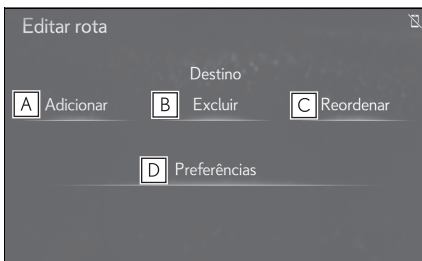 Editar rota
Destino
A Adicionar B Excluir C Reordenar
D Preferências